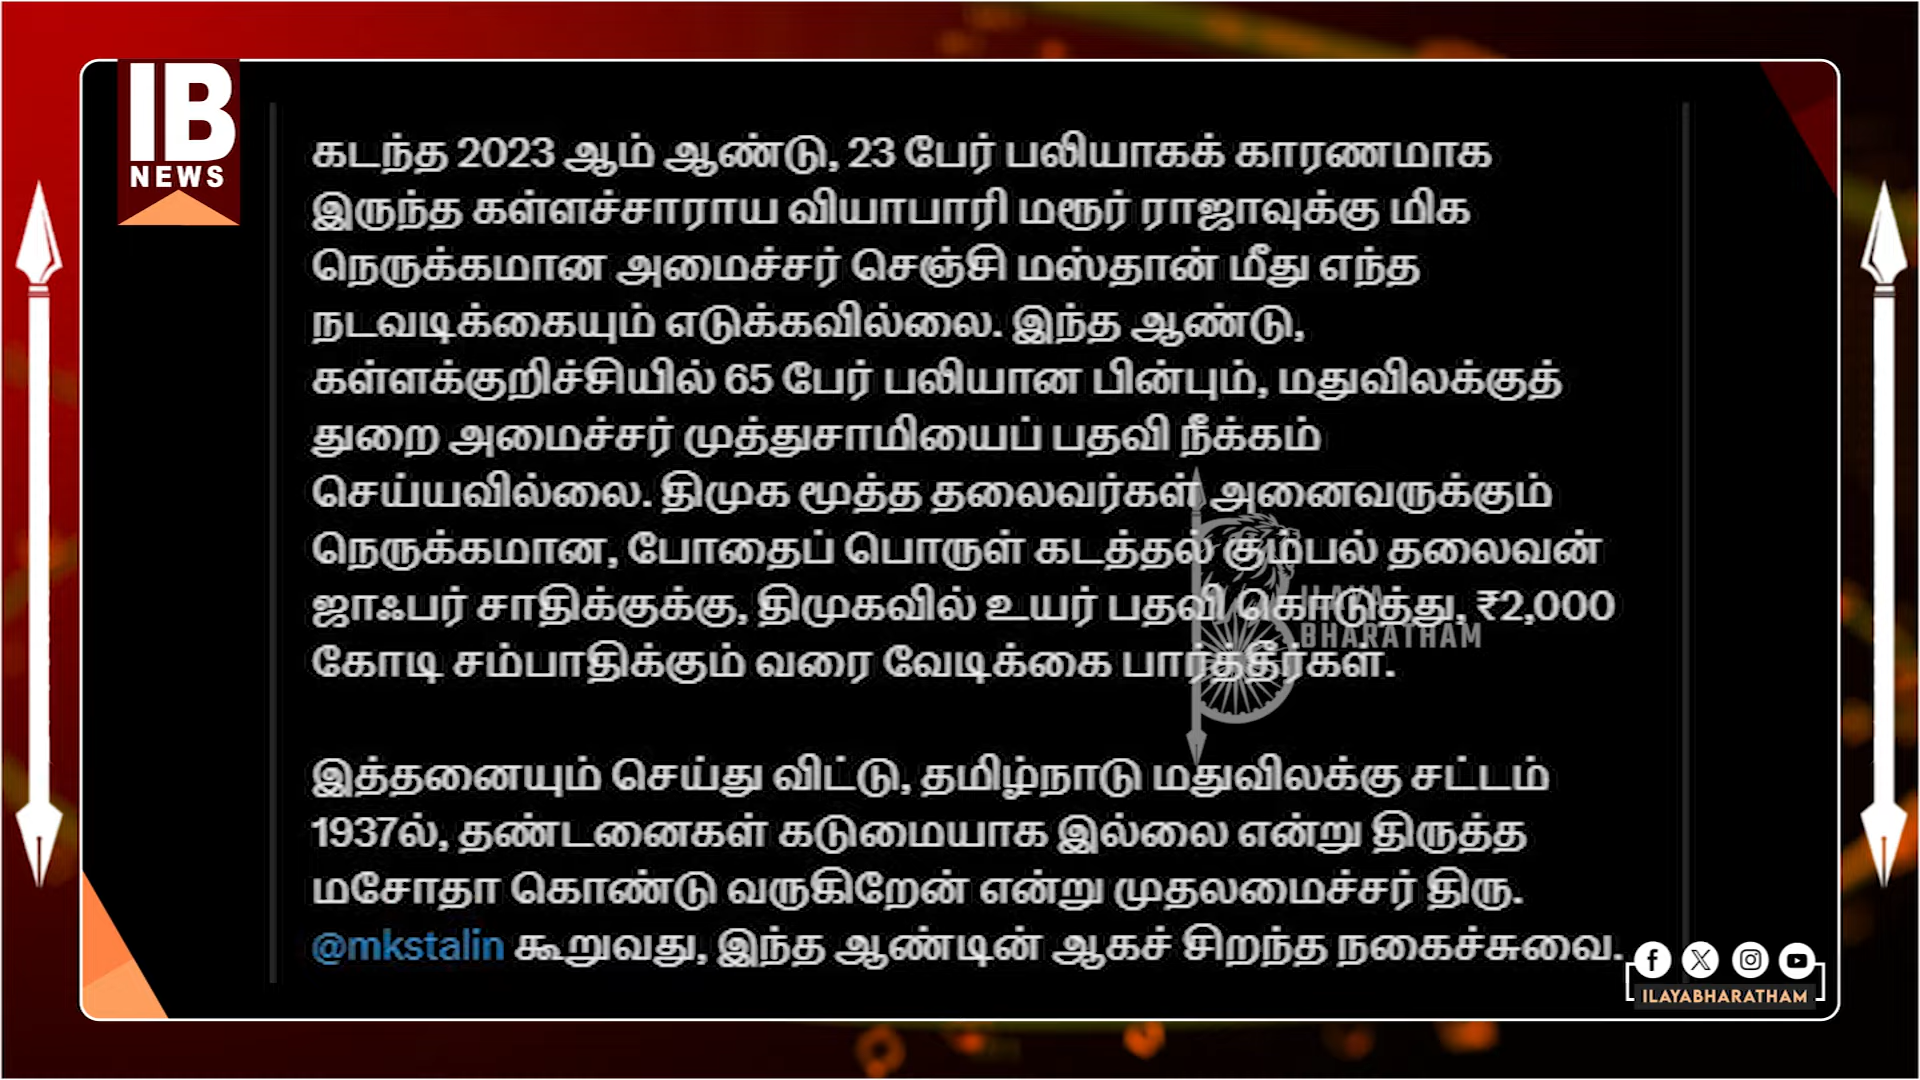 IB
NEWS
கடந்த 2023 ஆம் ஆண்டு, 23 பேர் பலியாகக் காரணமாக
இருந்த கள்ளச்சாராய வியாபாரி மரூர் ராஜாவுக்கு மிக
நெருக்கமான அமைச்சர் செஞ்சி மஸ்தான் மீது எந்த
நடவடிக்கையும் எடுக்கவில்லை. இந்த ஆண்டு,
கள்ளக்குறிச்சியில் 65 பேர் பலியான பின்பும், மதுவிலக்குத்
துறை அமைச்சர் முத்துசாமியைப் பதவி நீக்கம்
செய்யவில்லை. திமுக மூத்த தலைவர்கள் அனைவருக்கும்
நெருக்கமான, போதைப் பொருள் கடத்தல் கும்பல் தலைவன்
ஜாஃபர் சாதிக்குக்கு, திமுகவில் உயர் பதவி கொடுத்து, ₹2,000
கோடி சம்பாதிக்கும் வரை வேடிக்கை பார்த்தீர்கள்.
இத்தனையும் செய்து விட்டு, தமிழ்நாடு மதுவிலக்கு சட்டம்
1937ல், தண்டனைகள் கடுமையாக இல்லை என்று திருத்த
மசோதா கொண்டு வருகிறேன் என்று முதலமைச்சர் திரு.
@mkstalin கூறுவது, இந்த ஆண்டின் ஆகச் சிறந்த நகைச்சுவை.
ILAYA
BHARATHAM
ILAYABHARATHAM